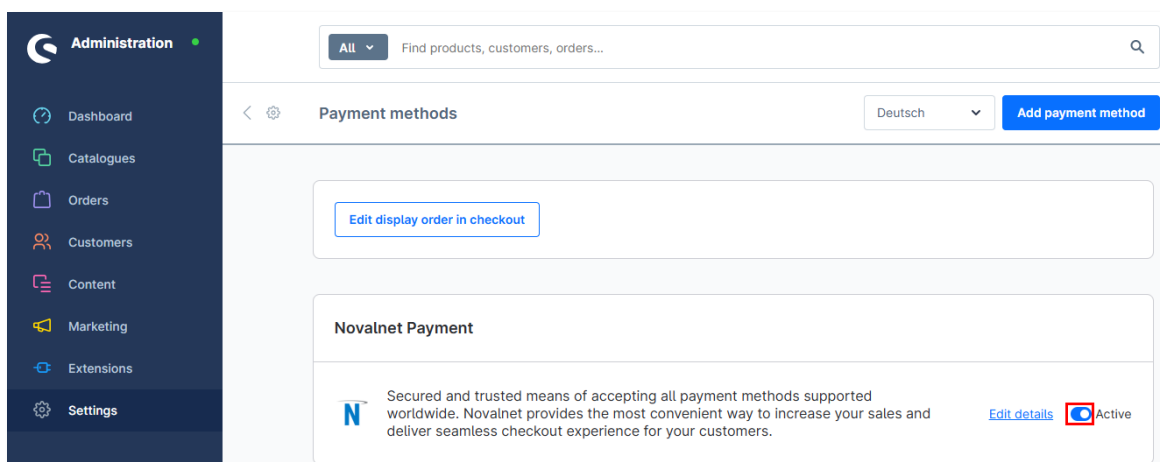 Administration
All
Find products, customers, orders...
Dashboard
Catalogues
Orders
Customers
Content
Marketing
Extensions
Settings
Payment methods
Deutsch
Add payment method
Edit display order in checkout
Novalnet Payment
N
Secured and trusted means of accepting all payment methods supported
worldwide. Novalnet provides the most convenient way to increase your sales and
deliver seamless checkout experience for your customers.
Edit details
Active